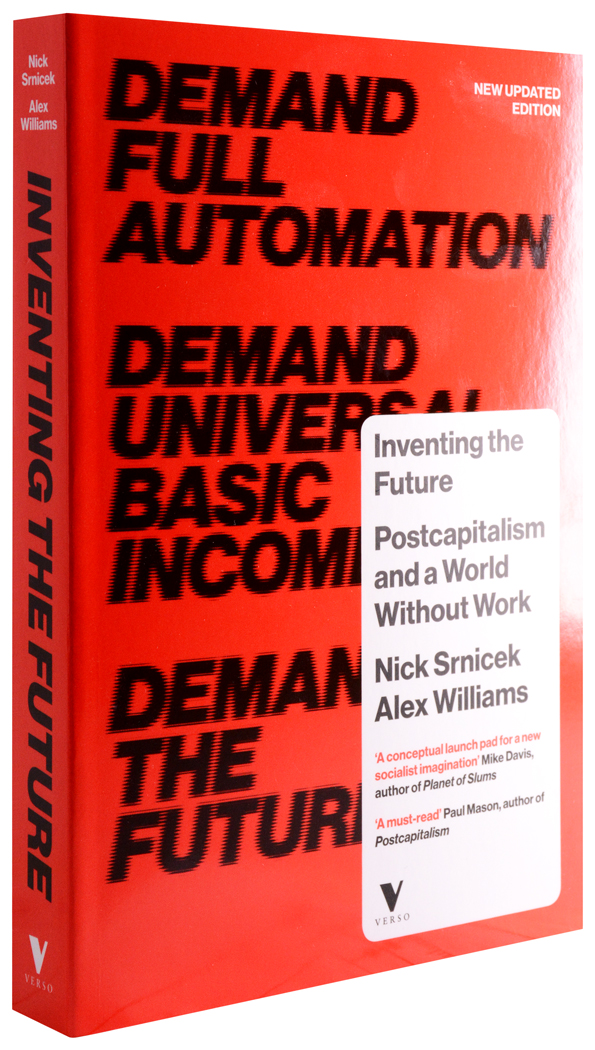 Nick
Srnicek
Alex
Williams
INVENTING THE FUTURE
V
VERSO
NEW UPDATED
EDITION
DEMAND
FULL
AUTOMATION
DEMAND
UNIVERSAL
BASIC
INCOM
DEMAN
THE
FUTUR
Inventing the
Future
Postcapitalism
and a World
Without Work
Nick Srnicek
Alex Williams
‘A conceptual launch pad for a new
socialist imagination’ Mike Davis,
author of Planet of Slums
‘A must-read’ Paul Mason, author of
Postcapitalism
V
VERSO